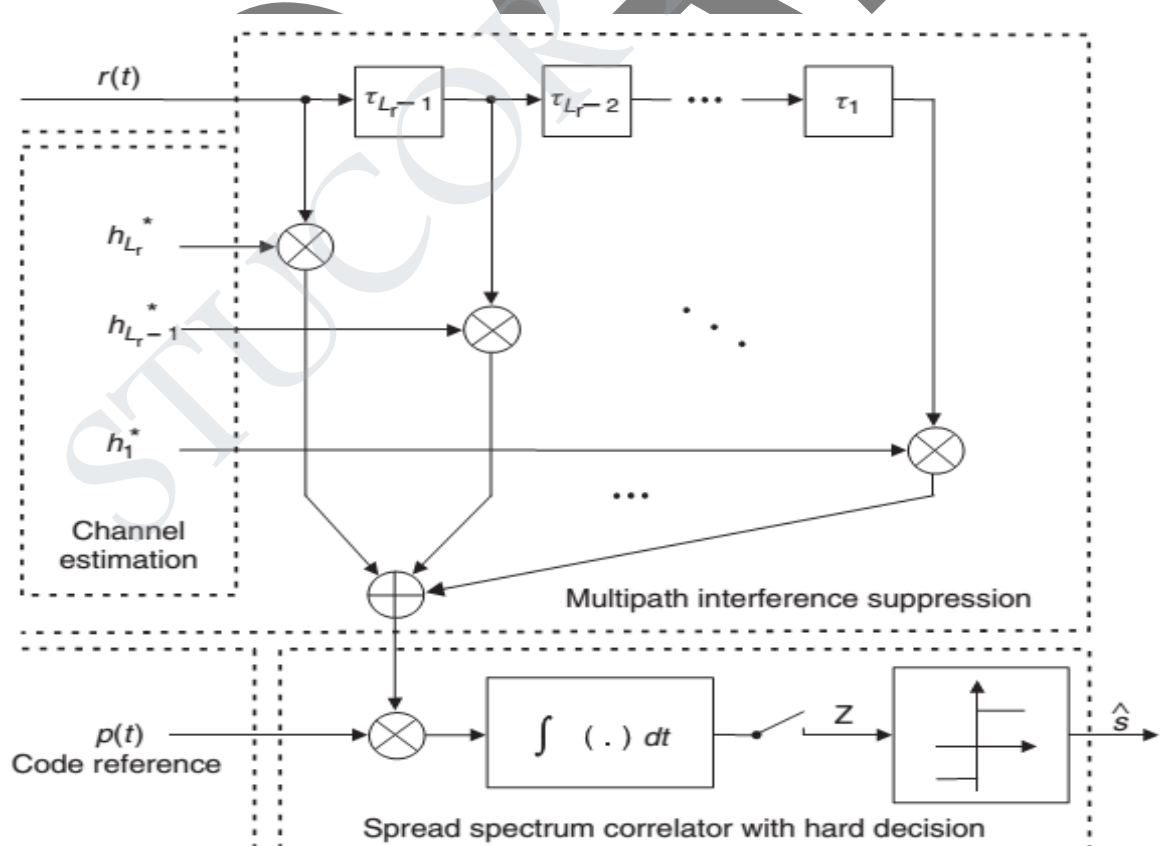 r(t)
τ_{L_r−1}
τ_{L_r−2}
...
τ_1
h_{L_r}^*
h_{L_r−1}^*
h_1^*
...
Channel
estimation
Multipath interference suppression
p(t)
Code reference
∫ (.) dt
Z
ŝ
Spread spectrum correlator with hard decision
STUCOR